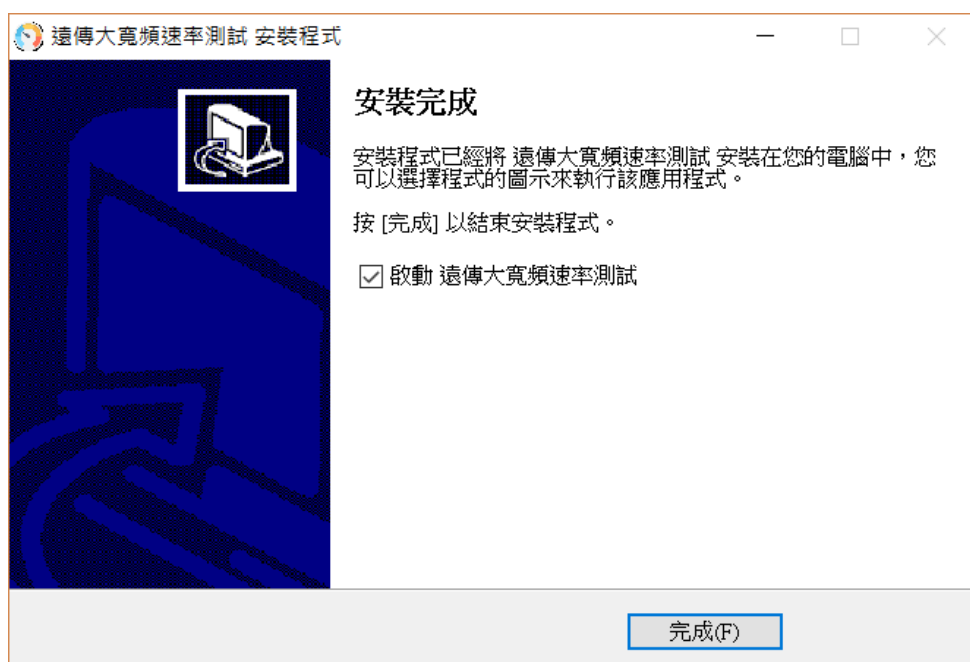 遠傳大寬頻速率測試 安裝程式
安裝完成
安裝程式已經將 遠傳大寬頻速率測試 安裝在您的電腦中，您
可以選擇程式的圖示來執行該應用程式。
按 [完成] 以結束安裝程式。
啟動 遠傳大寬頻速率測試
完成(F)